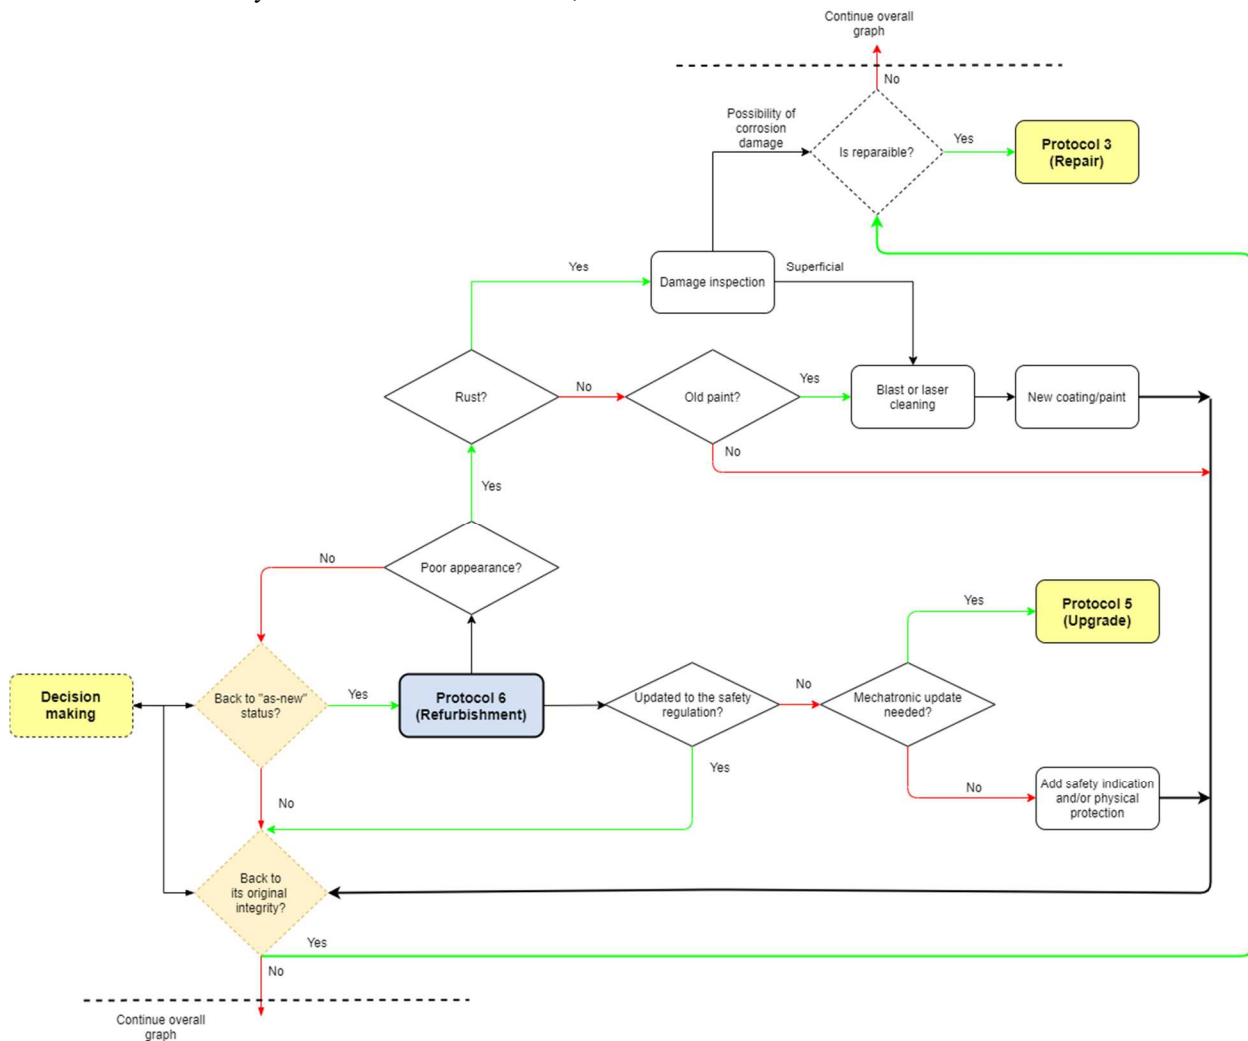 Continue overall
graph
No
Possibility of
corrosion
damage
Is reparaible?
Yes
Protocol 3
(Repair)
Yes
Damage inspection
Superficial
Rust?
No
Old paint?
Yes
Blast or laser
cleaning
New coating/paint
No
Yes
No
Poor appearance?
Yes
Protocol 5
(Upgrade)
Decision
making
Back to "as-new"
status?
Yes
Protocol 6
(Refurbishment)
Updated to the safety
regulation?
No
Mechatronic update
needed?
Yes
No
Add safety indication
and/or physical
protection
No
Back to
its original
integrity?
Yes
No
Continue overall
graph